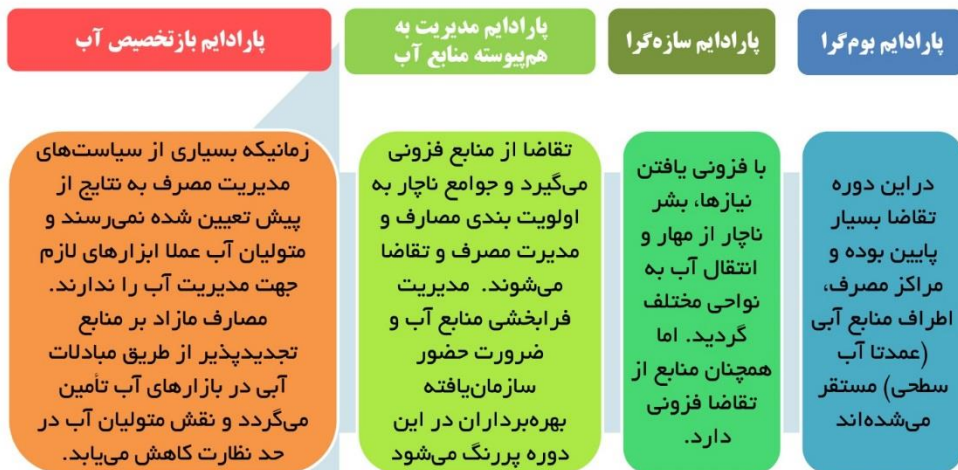 پارادایم بوم‌گرا
پارادایم سازه‌گرا
پارادایم مدیریت به
هم‌پیوسته منابع آب
پارادایم بازتخصیص آب
دراین دوره
تقاضا بسیار
پایین بوده و
مراکز مصرف،
اطراف منابع آبی
(عمدتا آب
سطحی) مستقر
می‌شده‌اند
با فزونی یافتن
نیازها، بشر
ناچار از مهار و
انتقال آب به
نواحی مختلف
گردید. اما
همچنان منابع از
تقاضا فزونی
دارد.
تقاضا از منابع فزونی
می‌گیرد و جوامع ناچار به
اولویت بندی مصارف و
مدیرت مصرف و تقاضا
می‌شوند. مدیریت
فرابخشی منابع آب و
ضرورت حضور
سازمان‌یافته
بهره‌برداران در این
دوره پررنگ می‌شود
زمانیکه بسیاری از سیاست‌های
مدیریت مصرف به نتایج از
پیش تعیین شده نمی‌رسند و
متولیان آب عملا ابزارهای لازم
جهت مدیریت آب را ندارند.
مصارف مازاد بر منابع
تجدیدپذیر از طریق مبادلات
آبی در بازارهای آب تأمین
می‌گردد و نقش متولیان آب در
حد نظارت کاهش می‌یابد.